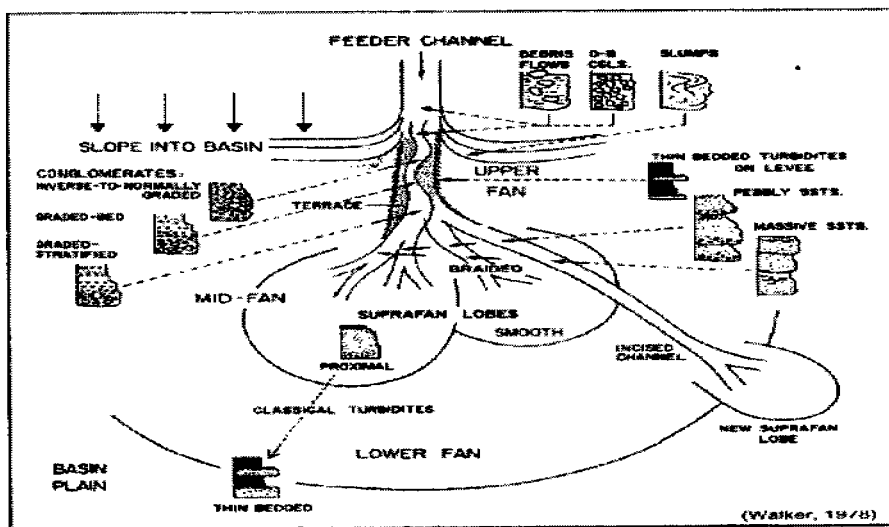 FEEDER CHANNEL
DEBRIS
FLOWS
D-B
CGLS.
SLUMPS
SLOPE INTO BASIN
CONGLOMERATES:
INVERSE-TO-NORMALLY
GRADED
GRADED-BED
GRADED-
STRATIFIED
TERRACE
UPPER
FAN
THIN BEDDED TURBIDITES
ON LEVEE
PEBBLY SSTS.
MASSIVE SSTS.
MID-FAN
BRAIDED
SUPRAFAN LOBES
SMOOTH
PROXIMAL
INCISED
CHANNEL
CLASSICAL TURBIDITES
NEW SUPRAFAN
LOBE
LOWER FAN
BASIN
PLAIN
THIN BEDDED
(Walker, 1978)